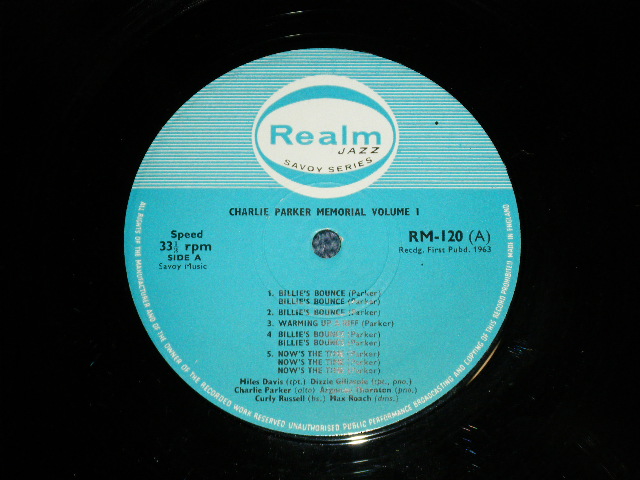 Realm
JAZZ
SAVOY SERIES
CHARLIE PARKER MEMORIAL VOLUME 1
Speed
33⅓ rpm
SIDE A
Savoy Music
RM-120 (A)
Recdg. First Pubd. 1963
1. BILLIE'S BOUNCE (Parker)
BILLIE'S BOUNCE (Parker)
2. BILLIE'S BOUNCE (Parker)
3. WARMING UP A RIFF (Parker)
4. BILLIE'S BOUNCE (Parker)
BILLIE'S BOUNCE (Parker)
5. NOW'S THE TIME (Parker)
NOW'S THE TIME (Parker)
NOW'S THE TIME (Parker)
Miles Davis (tpt.) Dizzie Gillespie (tpt., pno.)
Charlie Parker (alto) Argonne Thornton (pno.)
Curly Russell (bs.) Max Roach (dms.)
ALL RIGHTS OF THE MANUFACTURER AND OF THE OWNER OF THE RECORDED WORK RESERVED UNAUTHORISED PUBLIC PERFORMANCE BROADCASTING AND COPYING OF THIS RECORD PROHIBITED MADE IN ENGLAND